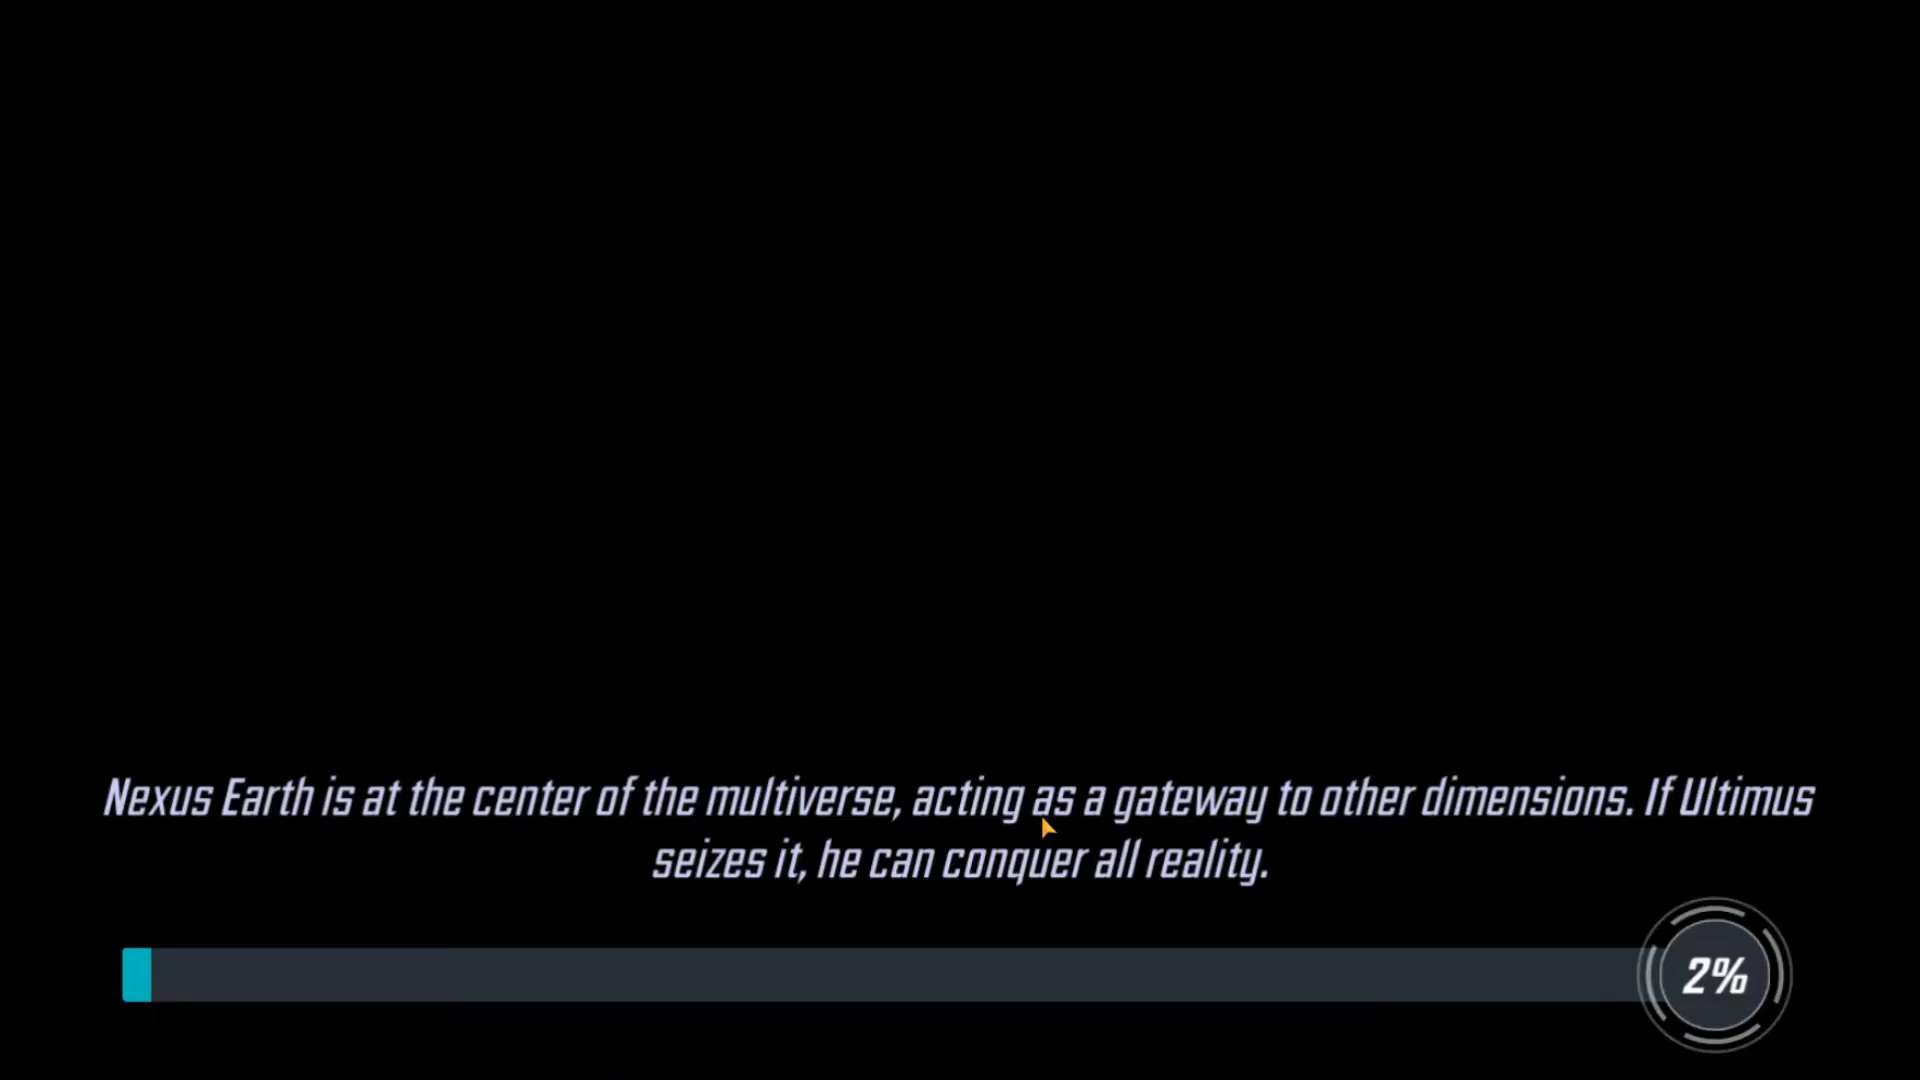 Nexus Earth is at the center of the multiverse, acting as a gateway to other dimensions. If Ultimus
seizes it, he can conquer all reality.
2%